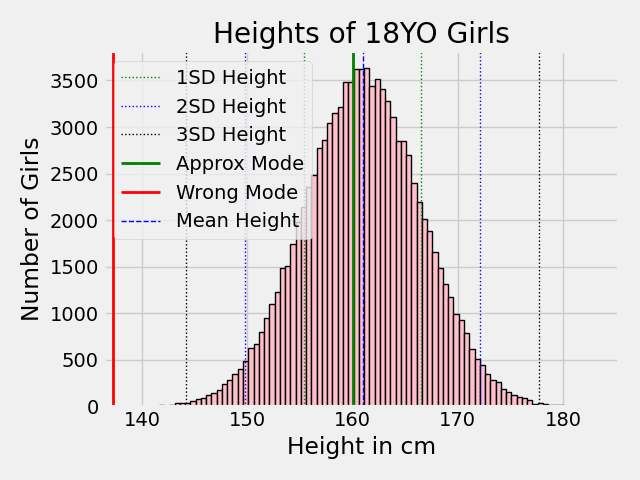 Heights of 18YO Girls
1SD Height
2SD Height
3SD Height
Approx Mode
Wrong Mode
Mean Height
Number of Girls
3500
3000
2500
2000
1500
1000
500
0
140 150 160 170 180
Height in cm